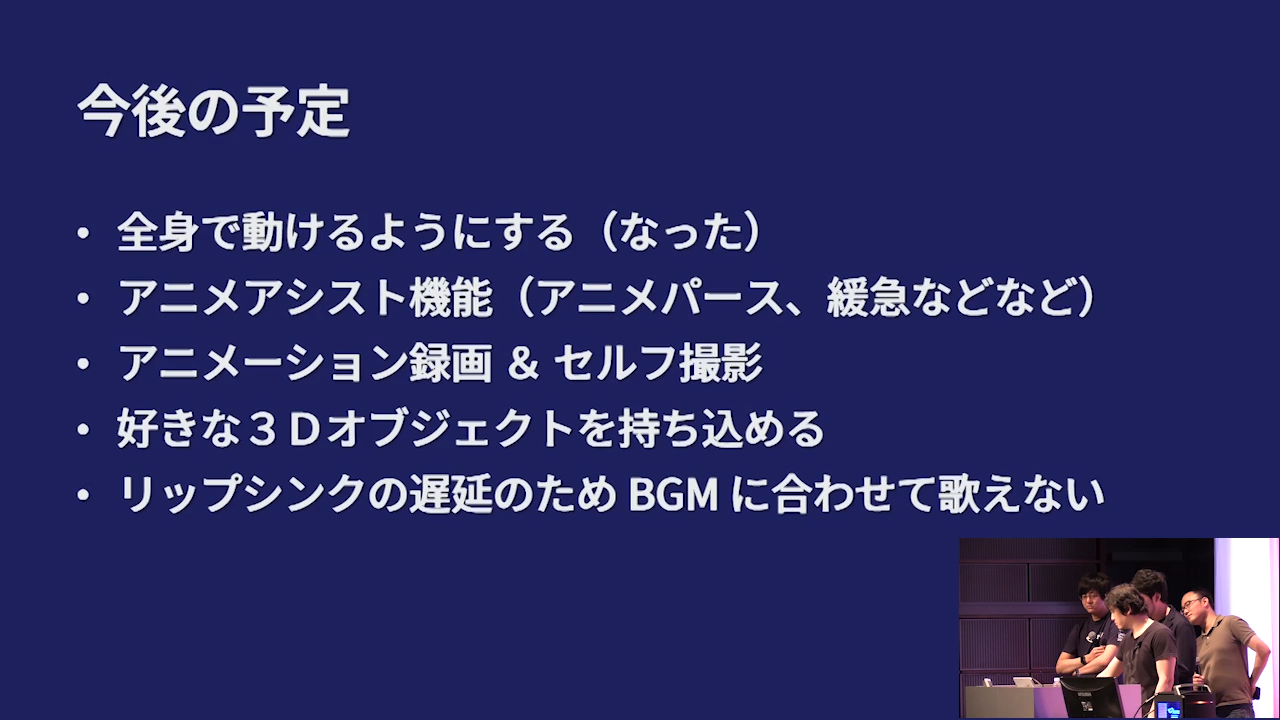 今後の予定
• 全身で動けるようにする（なった）
• アニメアシスト機能（アニメパース、緩急などなど）
• アニメーション録画 ＆ セルフ撮影
• 好きな３Ｄオブジェクトを持ち込める
• リップシンクの遅延のため BGM に合わせて歌えない